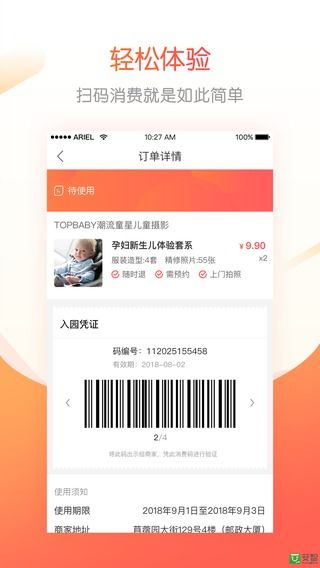 轻松体验
扫码消费就是如此简单
ARIEL 10:27 AM 100%
订单详情
待使用
TOPBABY潮流童星儿童摄影
孕妇新生儿体验套系 ¥9.90
服装造型:4套 精修照片:55张 x2
随时退 需预约 上门拍照
入园凭证
码编号：112025155458
有效期：2018-08-02
2/4
将此码出示给商家，凭此消费码进行验证
使用须知
使用期限 2018年9月1日至2018年9月3日
商家地址 莒蓿园大街129号4楼（邮政大厦）
安智